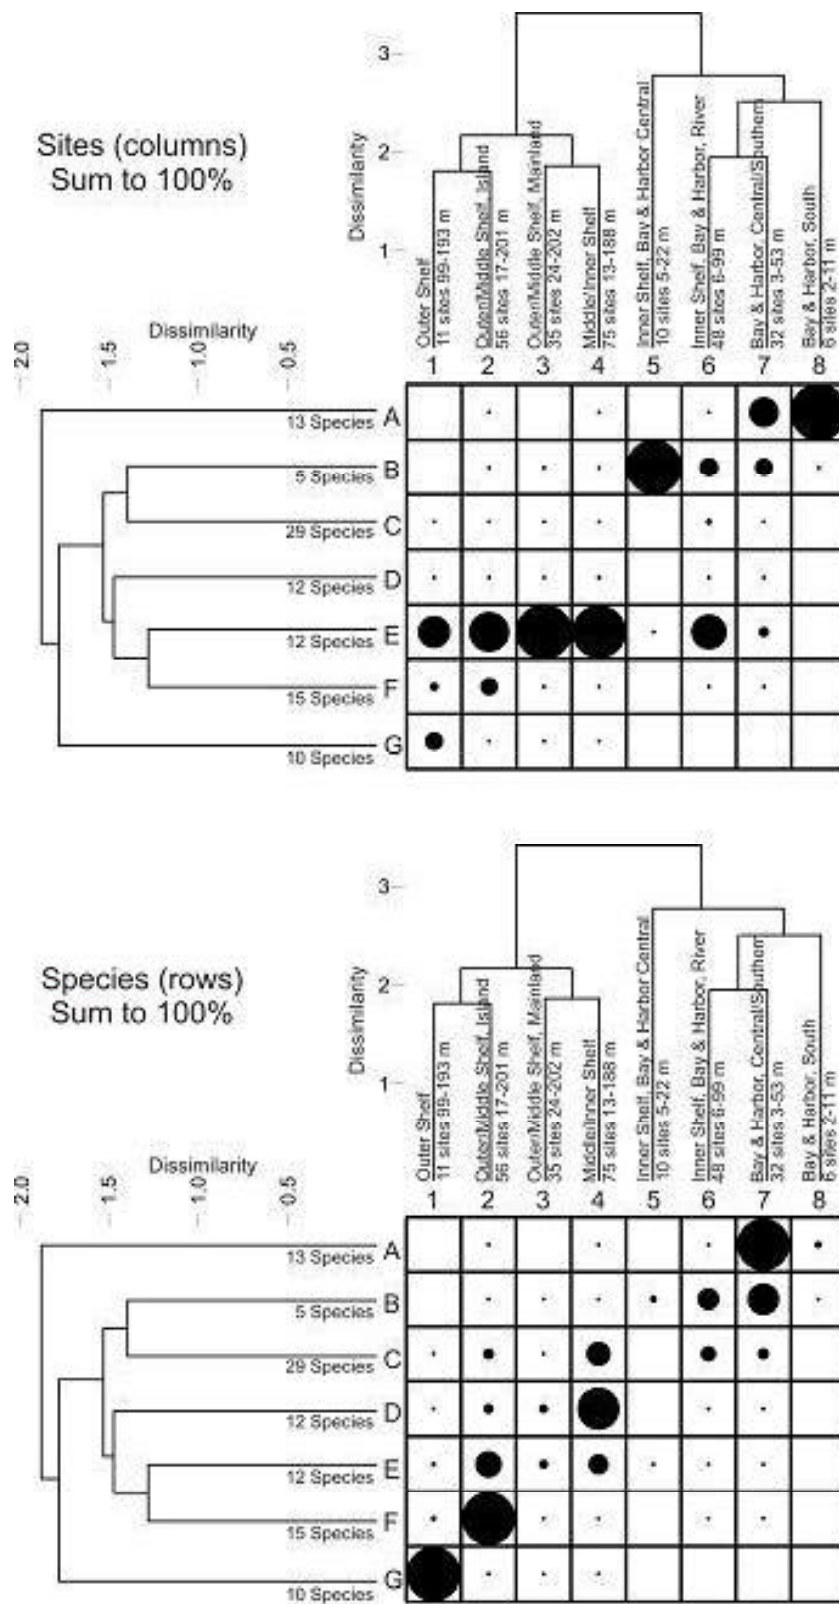 3
2
1
Dissimilarity
Sites (columns)
Sum to 100%
Outer Shelf
11 sites 99-193 m
Outer/Middle Shelf, Island
56 sites 17-201 m
Outer/Middle Shelf, Mainland
35 sites 24-202 m
Middle/Inner Shelf
75 sites 13-188 m
Inner Shelf, Bay & Harbor Central
10 sites 5-22 m
Inner Shelf, Bay & Harbor, River
48 sites 6-99 m
Bay & Harbor, Central/Southern
32 sites 3-53 m
Bay & Harbor, South
6 sites 2-11 m
Dissimilarity
2.0
1.5
1.0
0.5
1 2 3 4 5 6 7 8
13 Species A
5 Species B
29 Species C
12 Species D
12 Species E
15 Species F
10 Species G
3
2
1
Dissimilarity
Species (rows)
Sum to 100%
Outer Shelf
11 sites 99-193 m
Outer/Middle Shelf, Island
56 sites 17-201 m
Outer/Middle Shelf, Mainland
35 sites 24-202 m
Middle/Inner Shelf
75 sites 13-188 m
Inner Shelf, Bay & Harbor Central
10 sites 5-22 m
Inner Shelf, Bay & Harbor, River
48 sites 6-99 m
Bay & Harbor, Central/Southern
32 sites 3-53 m
Bay & Harbor, South
6 sites 2-11 m
Dissimilarity
2.0
1.5
1.0
0.5
1 2 3 4 5 6 7 8
13 Species A
5 Species B
29 Species C
12 Species D
12 Species E
15 Species F
10 Species G